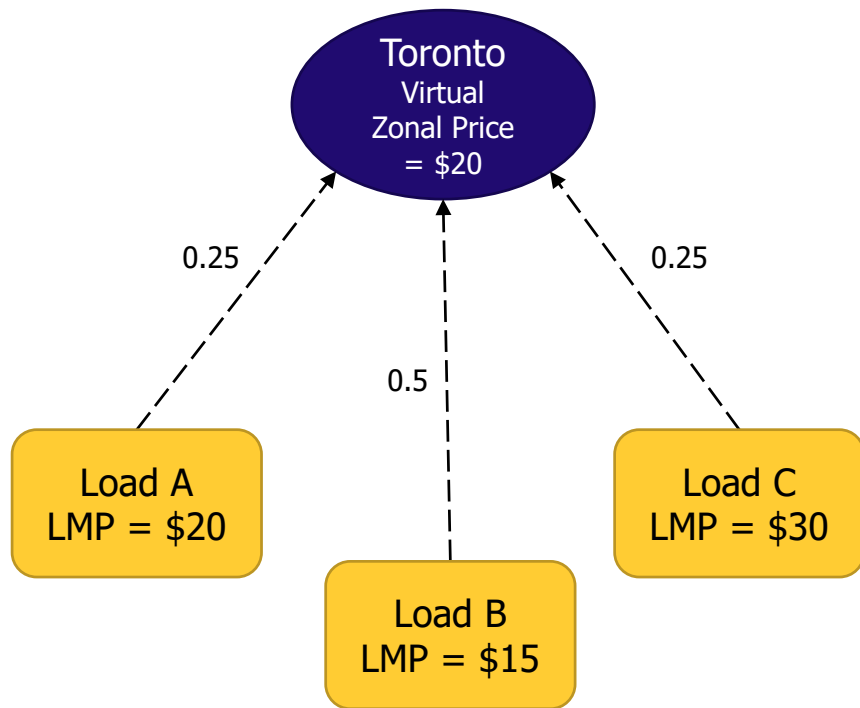 Toronto
Virtual
Zonal Price
= $20
0.25
0.25
0.5
Load A
LMP = $20
Load C
LMP = $30
Load B
LMP = $15